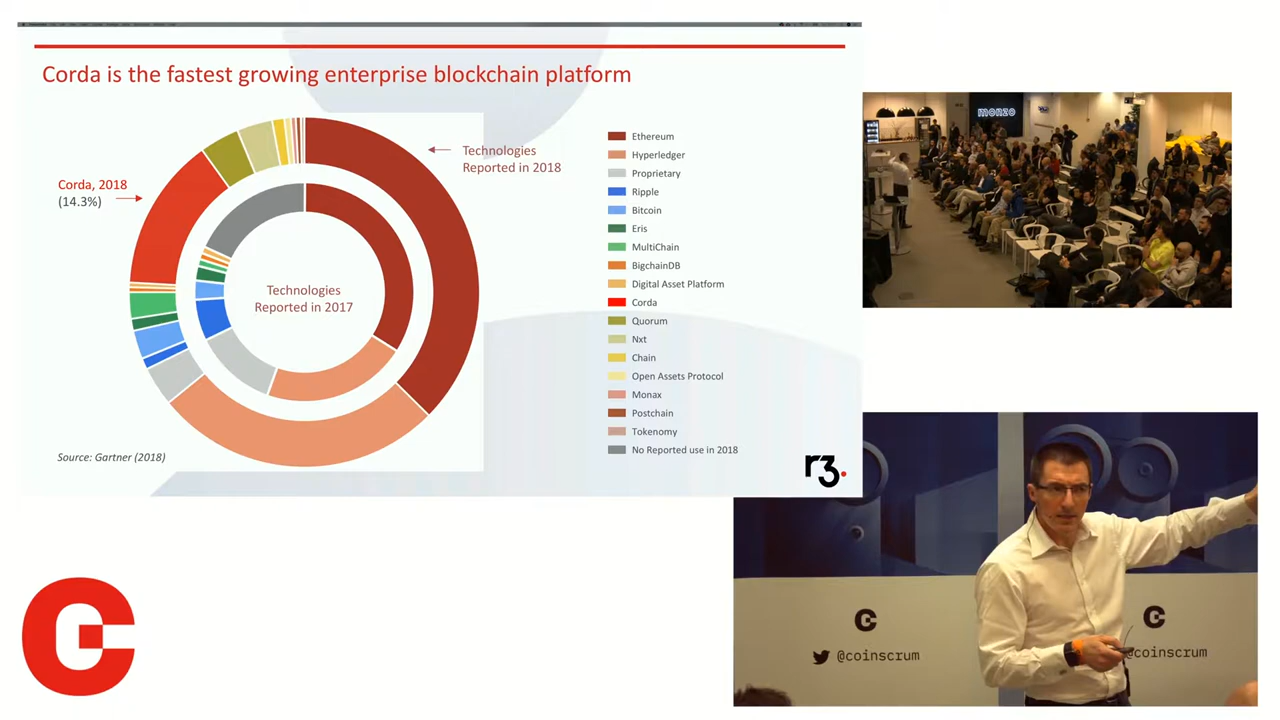 Corda is the fastest growing enterprise blockchain platform
Technologies
Reported in 2018
Corda, 2018
(14.3%)
Technologies
Reported in 2017
Source: Gartner (2018)
Ethereum
Hyperledger
Proprietary
Ripple
Bitcoin
Eris
MultiChain
BigchainDB
Digital Asset Platform
Corda
Quorum
Nxt
Chain
Open Assets Protocol
Monax
Postchain
Tokenomy
No Reported use in 2018
r3.
monzo
@coinscrum
@coinscrum